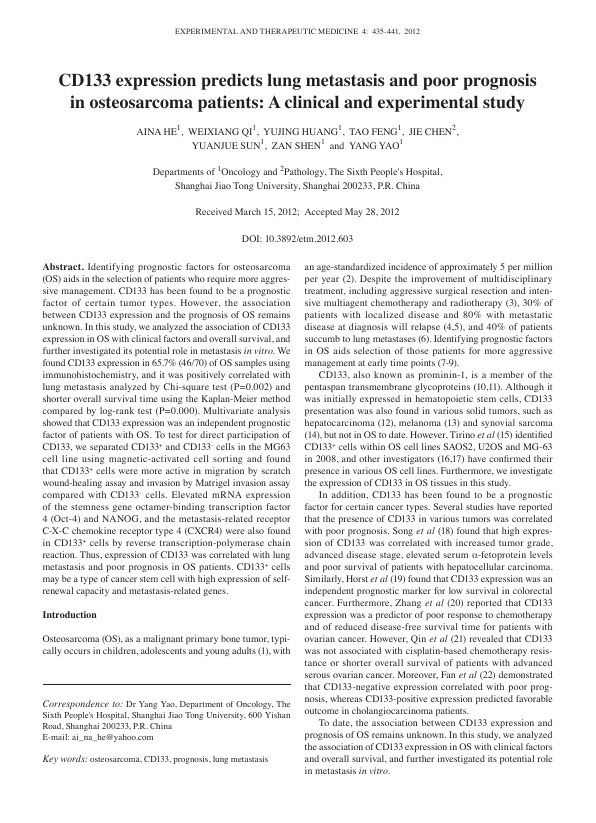 EXPERIMENTAL AND THERAPEUTIC MEDICINE 4: 435-441, 2012
CD133 expression predicts lung metastasis and poor prognosis
in osteosarcoma patients: A clinical and experimental study
AINA HE1, WEIXIANG QI1, YUJING HUANG1, TAO FENG1, JIE CHEN2,
YUANJUE SUN1, ZAN SHEN1 and YANG YAO1
Departments of 1Oncology and 2Pathology, The Sixth People's Hospital,
Shanghai Jiao Tong University, Shanghai 200233, P.R. China
Received March 15, 2012; Accepted May 28, 2012
DOI: 10.3892/etm.2012.603
Abstract. Identifying prognostic factors for osteosarcoma
(OS) aids in the selection of patients who require more aggres-
sive management. CD133 has been found to be a prognostic
factor of certain tumor types. However, the association
between CD133 expression and the prognosis of OS remains
unknown. In this study, we analyzed the association of CD133
expression in OS with clinical factors and overall survival, and
further investigated its potential role in metastasis in vitro. We
found CD133 expression in 65.7% (46/70) of OS samples using
immunohistochemistry, and it was positively correlated with
lung metastasis analyzed by Chi-square test (P=0.002) and
shorter overall survival time using the Kaplan-Meier method
compared by log-rank test (P=0.000). Multivariate analysis
showed that CD133 expression was an independent prognostic
factor of patients with OS. To test for direct participation of
CD133, we separated CD133+ and CD133- cells in the MG63
cell line using magnetic-activated cell sorting and found
that CD133+ cells were more active in migration by scratch
wound-healing assay and invasion by Matrigel invasion assay
compared with CD133- cells. Elevated mRNA expression
of the stemness gene octamer-binding transcription factor
4 (Oct-4) and NANOG, and the metastasis-related receptor
C-X-C chemokine receptor type 4 (CXCR4) were also found
in CD133+ cells by reverse transcription-polymerase chain
reaction. Thus, expression of CD133 was correlated with lung
metastasis and poor prognosis in OS patients. CD133+ cells
may be a type of cancer stem cell with high expression of self-
renewal capacity and metastasis-related genes.
Introduction
Osteosarcoma (OS), as a malignant primary bone tumor, typi-
cally occurs in children, adolescents and young adults (1), with
Correspondence to: Dr Yang Yao, Department of Oncology, The
Sixth People's Hospital, Shanghai Jiao Tong University, 600 Yishan
Road, Shanghai 200233, P.R. China
E-mail: ai_na_he@yahoo.com
Key words: osteosarcoma, CD133, prognosis, lung metastasis
an age-standardized incidence of approximately 5 per million
per year (2). Despite the improvement of multidisciplinary
treatment, including aggressive surgical resection and inten-
sive multiagent chemotherapy and radiotherapy (3), 30% of
patients with localized disease and 80% with metastatic
disease at diagnosis will relapse (4,5), and 40% of patients
succumb to lung metastases (6). Identifying prognostic factors
in OS aids selection of those patients for more aggressive
management at early time points (7-9).
CD133, also known as prominin-1, is a member of the
pentaspan transmembrane glycoproteins (10,11). Although it
was initially expressed in hematopoietic stem cells, CD133
presentation was also found in various solid tumors, such as
hepatocarcinoma (12), melanoma (13) and synovial sarcoma
(14), but not in OS to date. However, Tirino et al (15) identified
CD133+ cells within OS cell lines SAOS2, U2OS and MG-63
in 2008, and other investigators (16,17) have confirmed their
presence in various OS cell lines. Furthermore, we investigate
the expression of CD133 in OS tissues in this study.
In addition, CD133 has been found to be a prognostic
factor for certain cancer types. Several studies have reported
that the presence of CD133 in various tumors was correlated
with poor prognosis. Song et al (18) found that high expres-
sion of CD133 was correlated with increased tumor grade,
advanced disease stage, elevated serum α-fetoprotein levels
and poor survival of patients with hepatocellular carcinoma.
Similarly, Horst et al (19) found that CD133 expression was an
independent prognostic marker for low survival in colorectal
cancer. Furthermore, Zhang et al (20) reported that CD133
expression was a predictor of poor response to chemotherapy
and of reduced disease-free survival time for patients with
ovarian cancer. However, Qin et al (21) revealed that CD133
was not associated with cisplatin-based chemotherapy resis-
tance or shorter overall survival of patients with advanced
serous ovarian cancer. Moreover, Fan et al (22) demonstrated
that CD133-negative expression correlated with poor prog-
nosis, whereas CD133-positive expression predicted favorable
outcome in cholangiocarcinoma patients.
To date, the association between CD133 expression and
prognosis of OS remains unknown. In this study, we analyzed
the association of CD133 expression in OS with clinical factors
and overall survival, and further investigated its potential role
in metastasis in vitro.